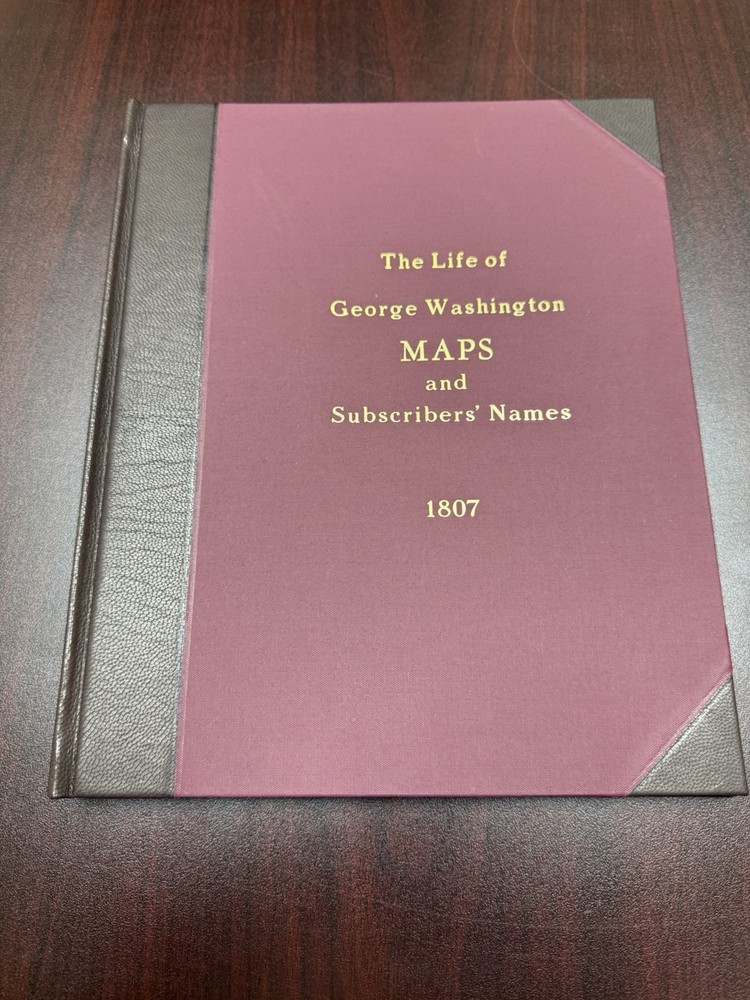 The Life of
George Washington
MAPS
and
Subscribers' Names
1807